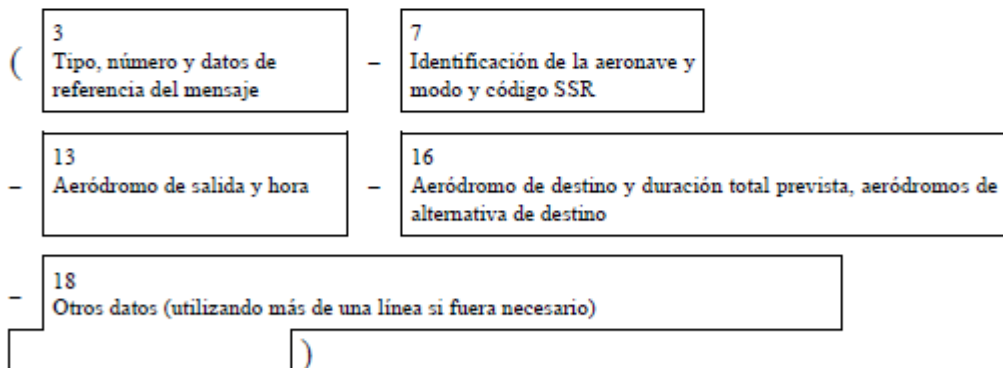 3
7
( Tipo, número y datos de referencia del mensaje – Identificación de la aeronave y modo y código SSR
13
16
– Aeródromo de salida y hora – Aeródromo de destino y duración total prevista, aeródromos de alternativa de destino
18
– Otros datos (utilizando más de una línea si fuera necesario)
)